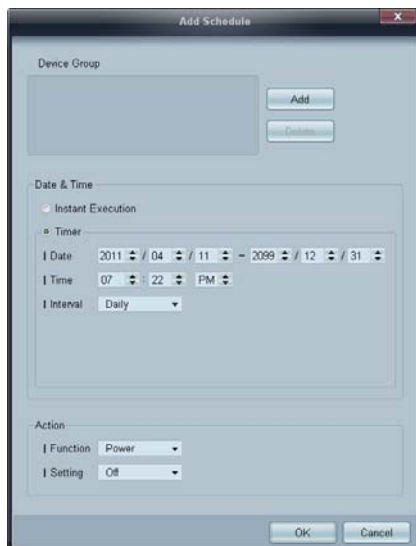 Add Schedule
x
Device Group
Add
Delete
Date & Time
Instant Execution
Timer
Date 2011 / 04 / 11 - 2099 / 12 / 31
Time 07 : 22 PM
Interval Daily
Action
Function Power
Setting Off
OK Cancel